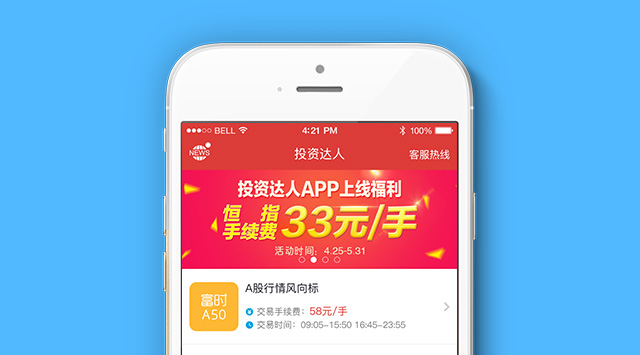 BELL 4:21 PM 100%
NEWS 投资达人 客服热线
投资达人APP上线福利
恒指手续费 33元/手
活动时间：4.25-5.31
富时A50
A股行情风向标
交易手续费：58元/手
交易时间：09:05-15:50 16:45-23:55